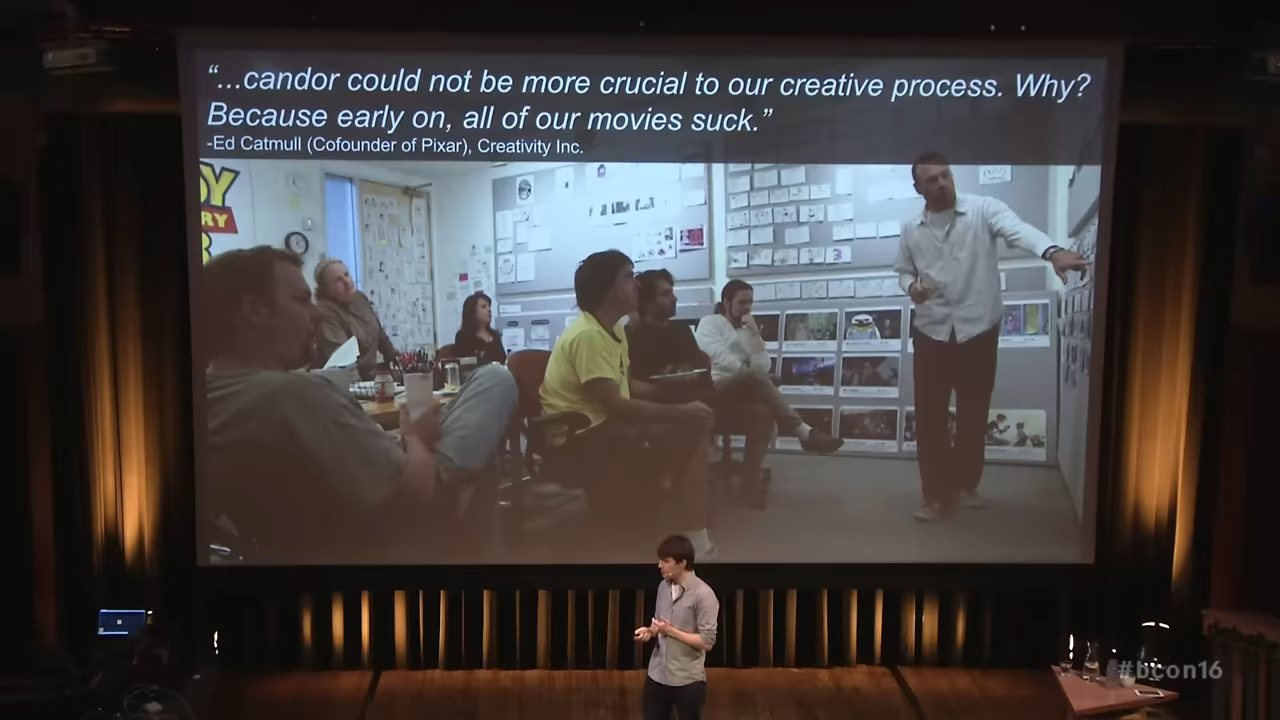 “...candor could not be more crucial to our creative process. Why?
Because early on, all of our movies suck.”
-Ed Catmull (Cofounder of Pixar), Creativity Inc.
#bcon16